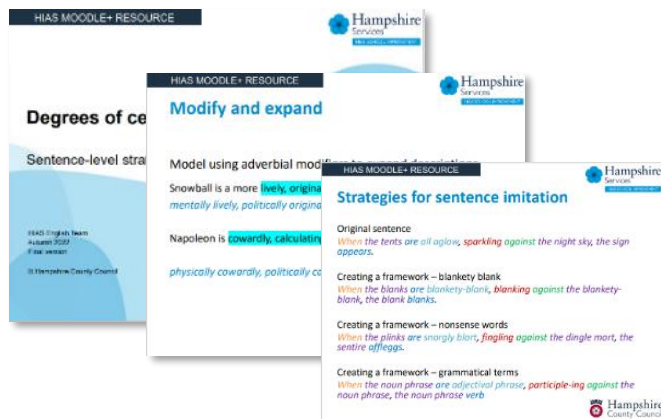 HIAS MOODLE+ RESOURCE
Hampshire
Services
Degrees of ce
Sentence-level stra
HIAS English Team
Autumn 2022
Final version
© Hampshire County Council
HIAS MOODLE+ RESOURCE
Hampshire
Services
Modify and expand
Model using adverbial modifiers to expand descriptions
Snowball is a more lively, origina
mentally lively, politically origina
Napoleon is cowardly, calculating
physically cowardly, politically co
HIAS MOODLE+ RESOURCE
Hampshire
Services
Strategies for sentence imitation
Original sentence
When the tents are all aglow, sparkling against the night sky, the sign
appears.
Creating a framework – blankety blank
When the blanks are blankety-blank, blanking against the blankety-
blank, the blank blanks.
Creating a framework – nonsense words
When the plinks are snorgly blort, fingling against the dingle mort, the
sentire affleggs.
Creating a framework – grammatical terms
When the noun phrase are adjectival phrase, participle-ing against the
noun phrase, the noun phrase verb
Hampshire
County Council